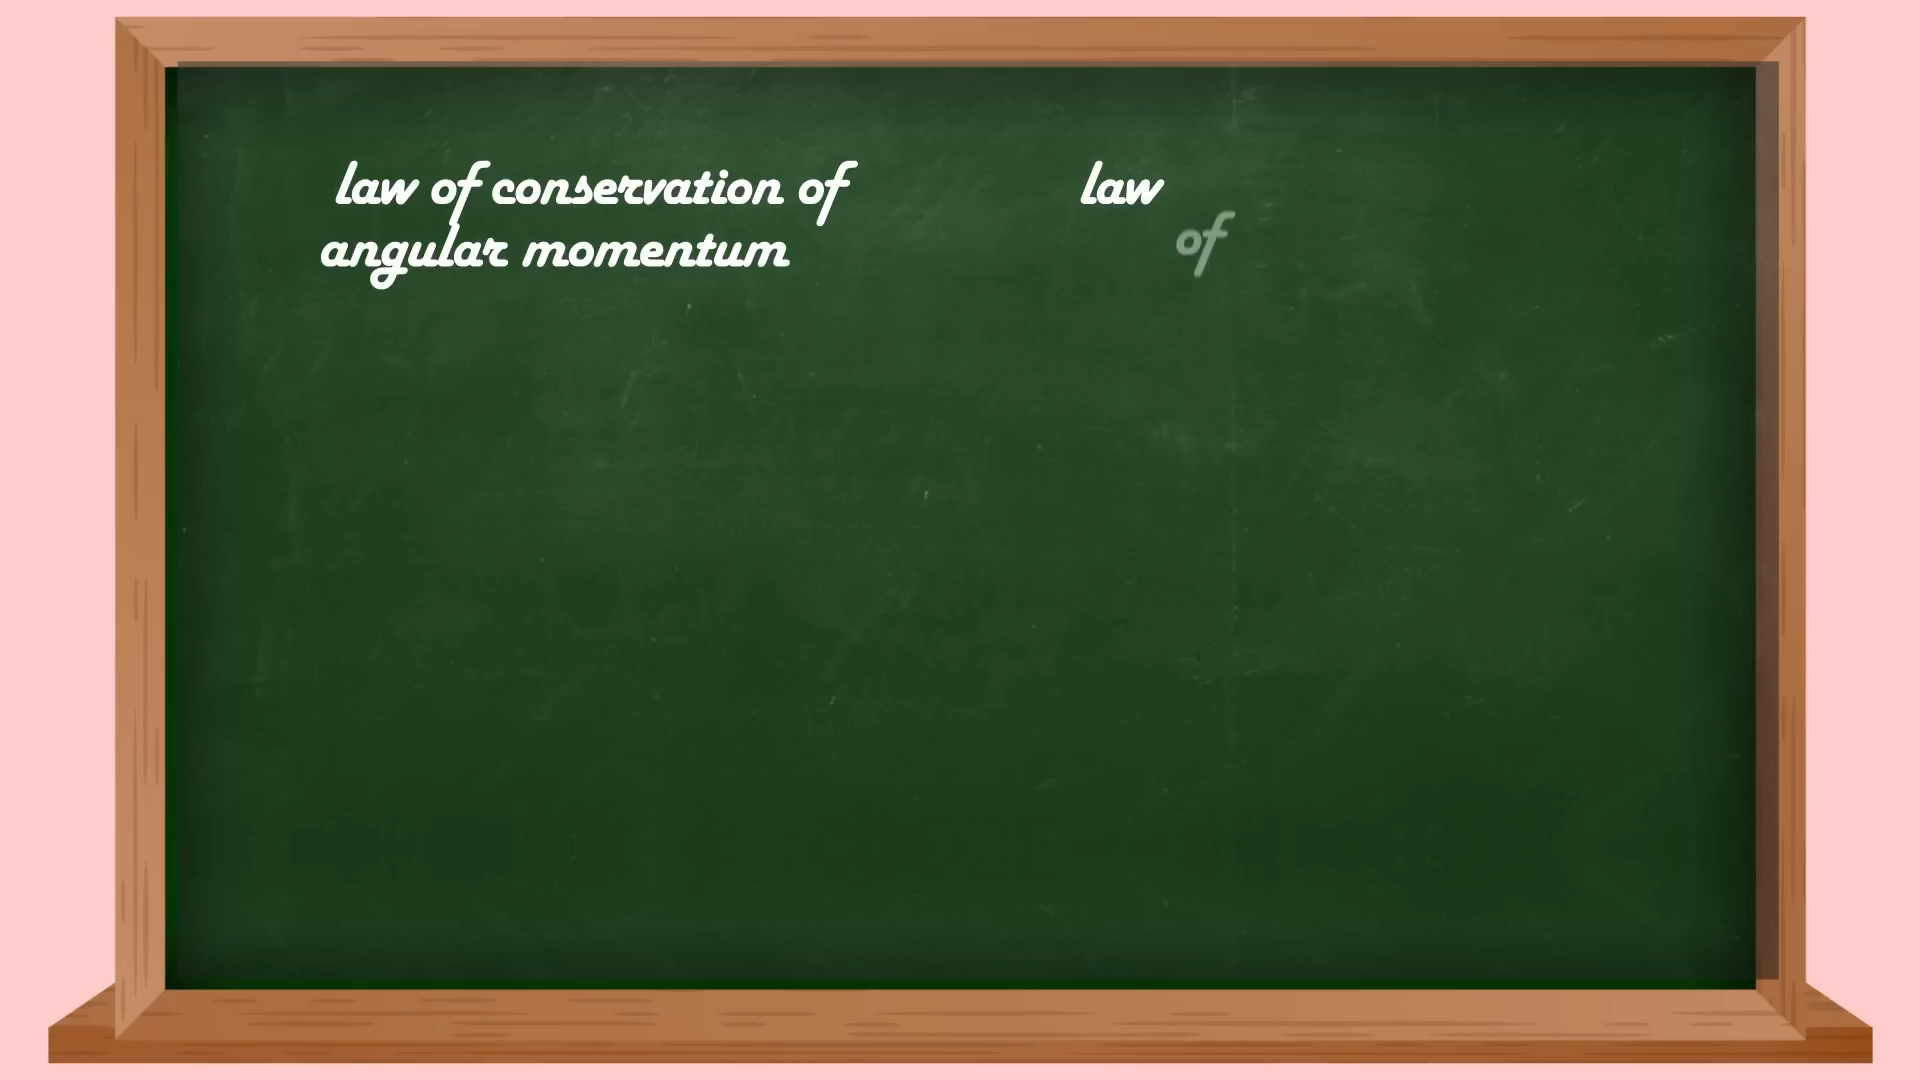 law of conservation of
angular momentum
law
of